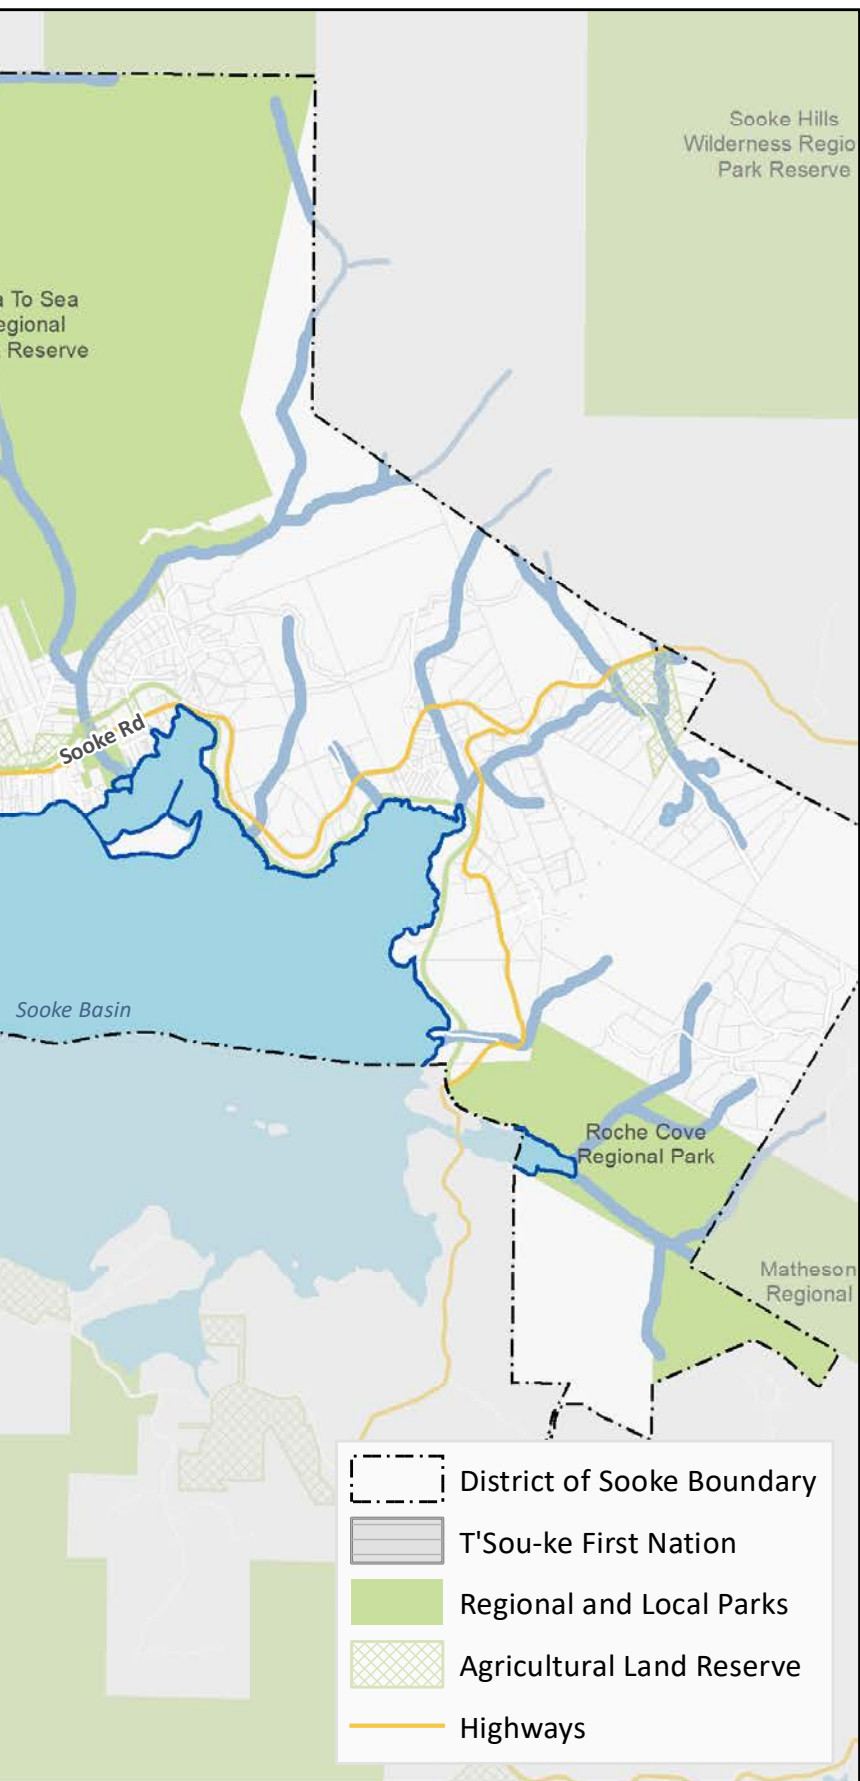 Sooke Hills
Wilderness Regio
Park Reserve
a To Sea
egional
Reserve
Sooke Rd
Sooke Basin
Roche Cove
Regional Park
Matheson
Regional
District of Sooke Boundary
T'Sou-ke First Nation
Regional and Local Parks
Agricultural Land Reserve
Highways